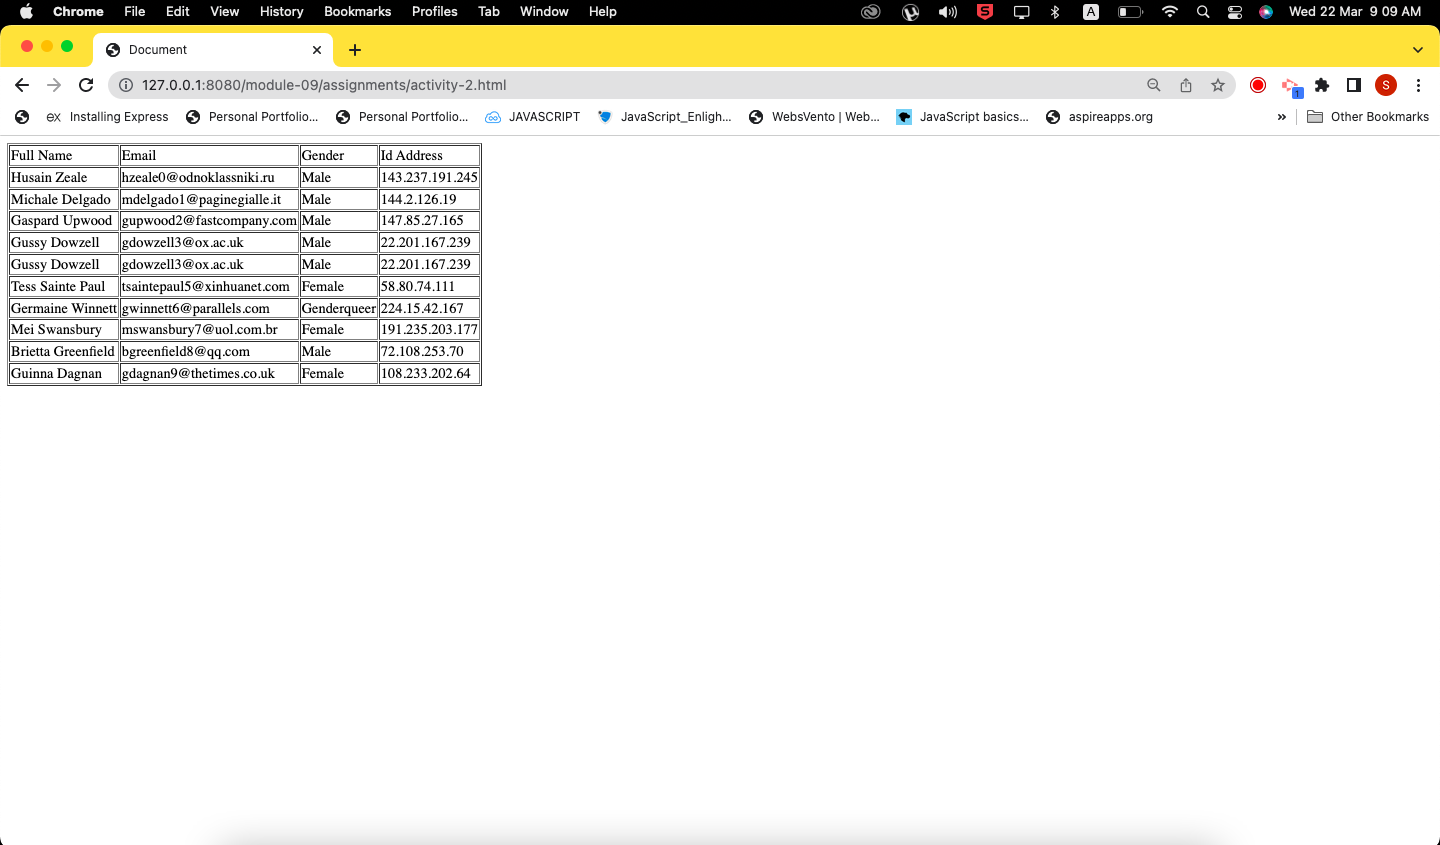 Chrome File Edit View History Bookmarks Profiles Tab Window Help S A Wed 22 Mar 9 09 AM
Document
127.0.0.1:8080/module-09/assignments/activity-2.html 1 S
ex Installing Express Personal Portfolio... Personal Portfolio... JAVASCRIPT JavaScript_Enligh... WebsVento | Web... JavaScript basics... aspireapps.org » Other Bookmarks
Full Name Email Gender Id Address
Husain Zeale hzeale0@odnoklassniki.ru Male 143.237.191.245
Michale Delgado mdelgado1@paginegialle.it Male 144.2.126.19
Gaspard Upwood gupwood2@fastcompany.com Male 147.85.27.165
Gussy Dowzell gdowzell3@ox.ac.uk Male 22.201.167.239
Gussy Dowzell gdowzell3@ox.ac.uk Male 22.201.167.239
Tess Sainte Paul tsaintepaul5@xinhuanet.com Female 58.80.74.111
Germaine Winnett gwinnett6@parallels.com Genderqueer 224.15.42.167
Mei Swansbury mswansbury7@uol.com.br Female 191.235.203.177
Brietta Greenfield bgreenfield8@qq.com Male 72.108.253.70
Guinna Dagnan gdagnan9@thetimes.co.uk Female 108.233.202.64